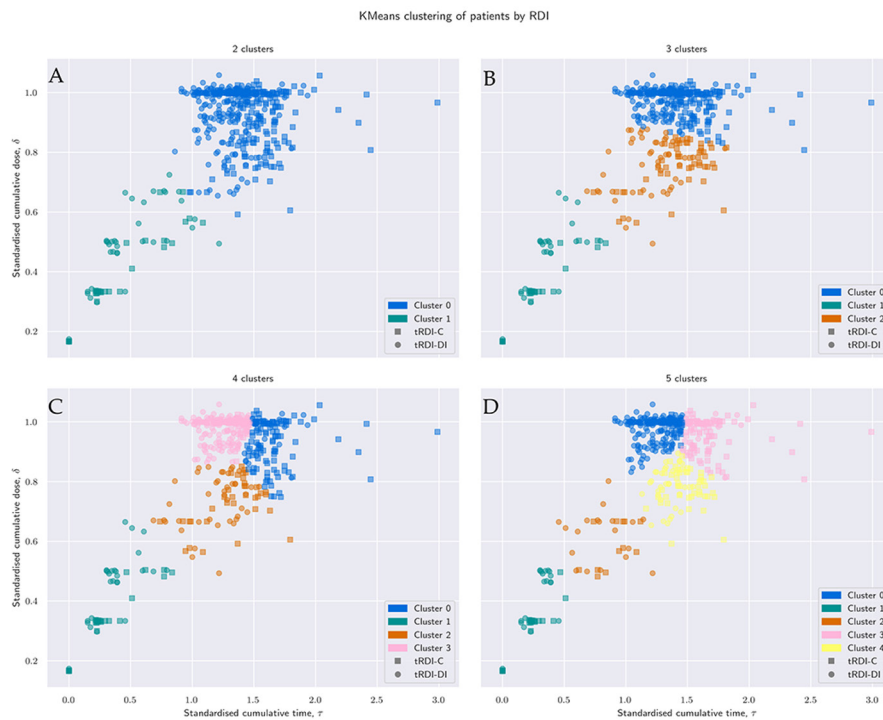 KMeans clustering of patients by RDI
2 clusters
A
Standardised cumulative dose, δ
1.0
0.8
0.6
0.4
0.2
Cluster 0
Cluster 1
tRDI-C
tRDI-DI
3 clusters
B
Cluster 0
Cluster 1
Cluster 2
tRDI-C
tRDI-DI
4 clusters
C
Standardised cumulative dose, δ
1.0
0.8
0.6
0.4
0.2
Cluster 0
Cluster 1
Cluster 2
Cluster 3
tRDI-C
tRDI-DI
0.0 0.5 1.0 1.5 2.0 2.5 3.0
Standardised cumulative time, τ
5 clusters
D
Cluster 0
Cluster 1
Cluster 2
Cluster 3
Cluster 4
tRDI-C
tRDI-DI
0.0 0.5 1.0 1.5 2.0 2.5 3.0
Standardised cumulative time, τ